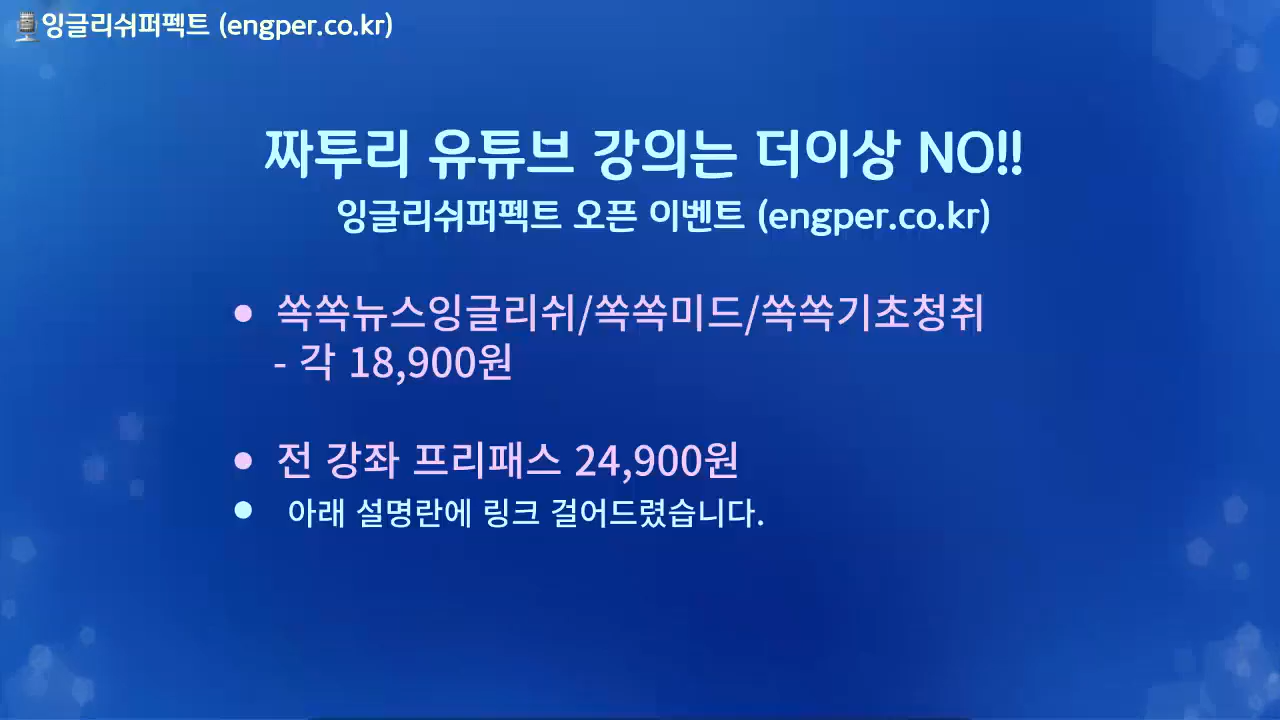 잉글리쉬퍼펙트 (engper.co.kr)
짜투리 유튜브 강의는 더이상 NO!!
잉글리쉬퍼펙트 오픈 이벤트 (engper.co.kr)
• 쏙쏙뉴스잉글리쉬/쏙쏙미드/쏙쏙기초청취
- 각 18,900원
• 전 강좌 프리패스 24,900원
• 아래 설명란에 링크 걸어드렸습니다.